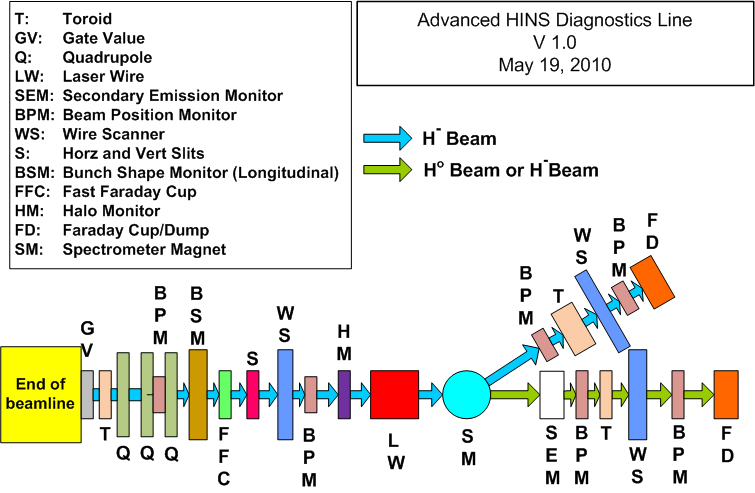 T: Toroid
GV: Gate Value
Q: Quadrupole
LW: Laser Wire
SEM: Secondary Emission Monitor
BPM: Beam Position Monitor
WS: Wire Scanner
S: Horz and Vert Slits
BSM: Bunch Shape Monitor (Longitudinal)
FFC: Fast Faraday Cup
HM: Halo Monitor
FD: Faraday Cup/Dump
SM: Spectrometer Magnet
Advanced HINS Diagnostics Line
V 1.0
May 19, 2010
H⁻ Beam
H° Beam or H⁻Beam
End of
beamline
GV
T
Q
Q
Q
BPM
BSM
FFC
S
WS
BPM
HM
LW
SM
BPM
T
WS
BPM
FD
SEM
BPM
T
WS
BPM
FD